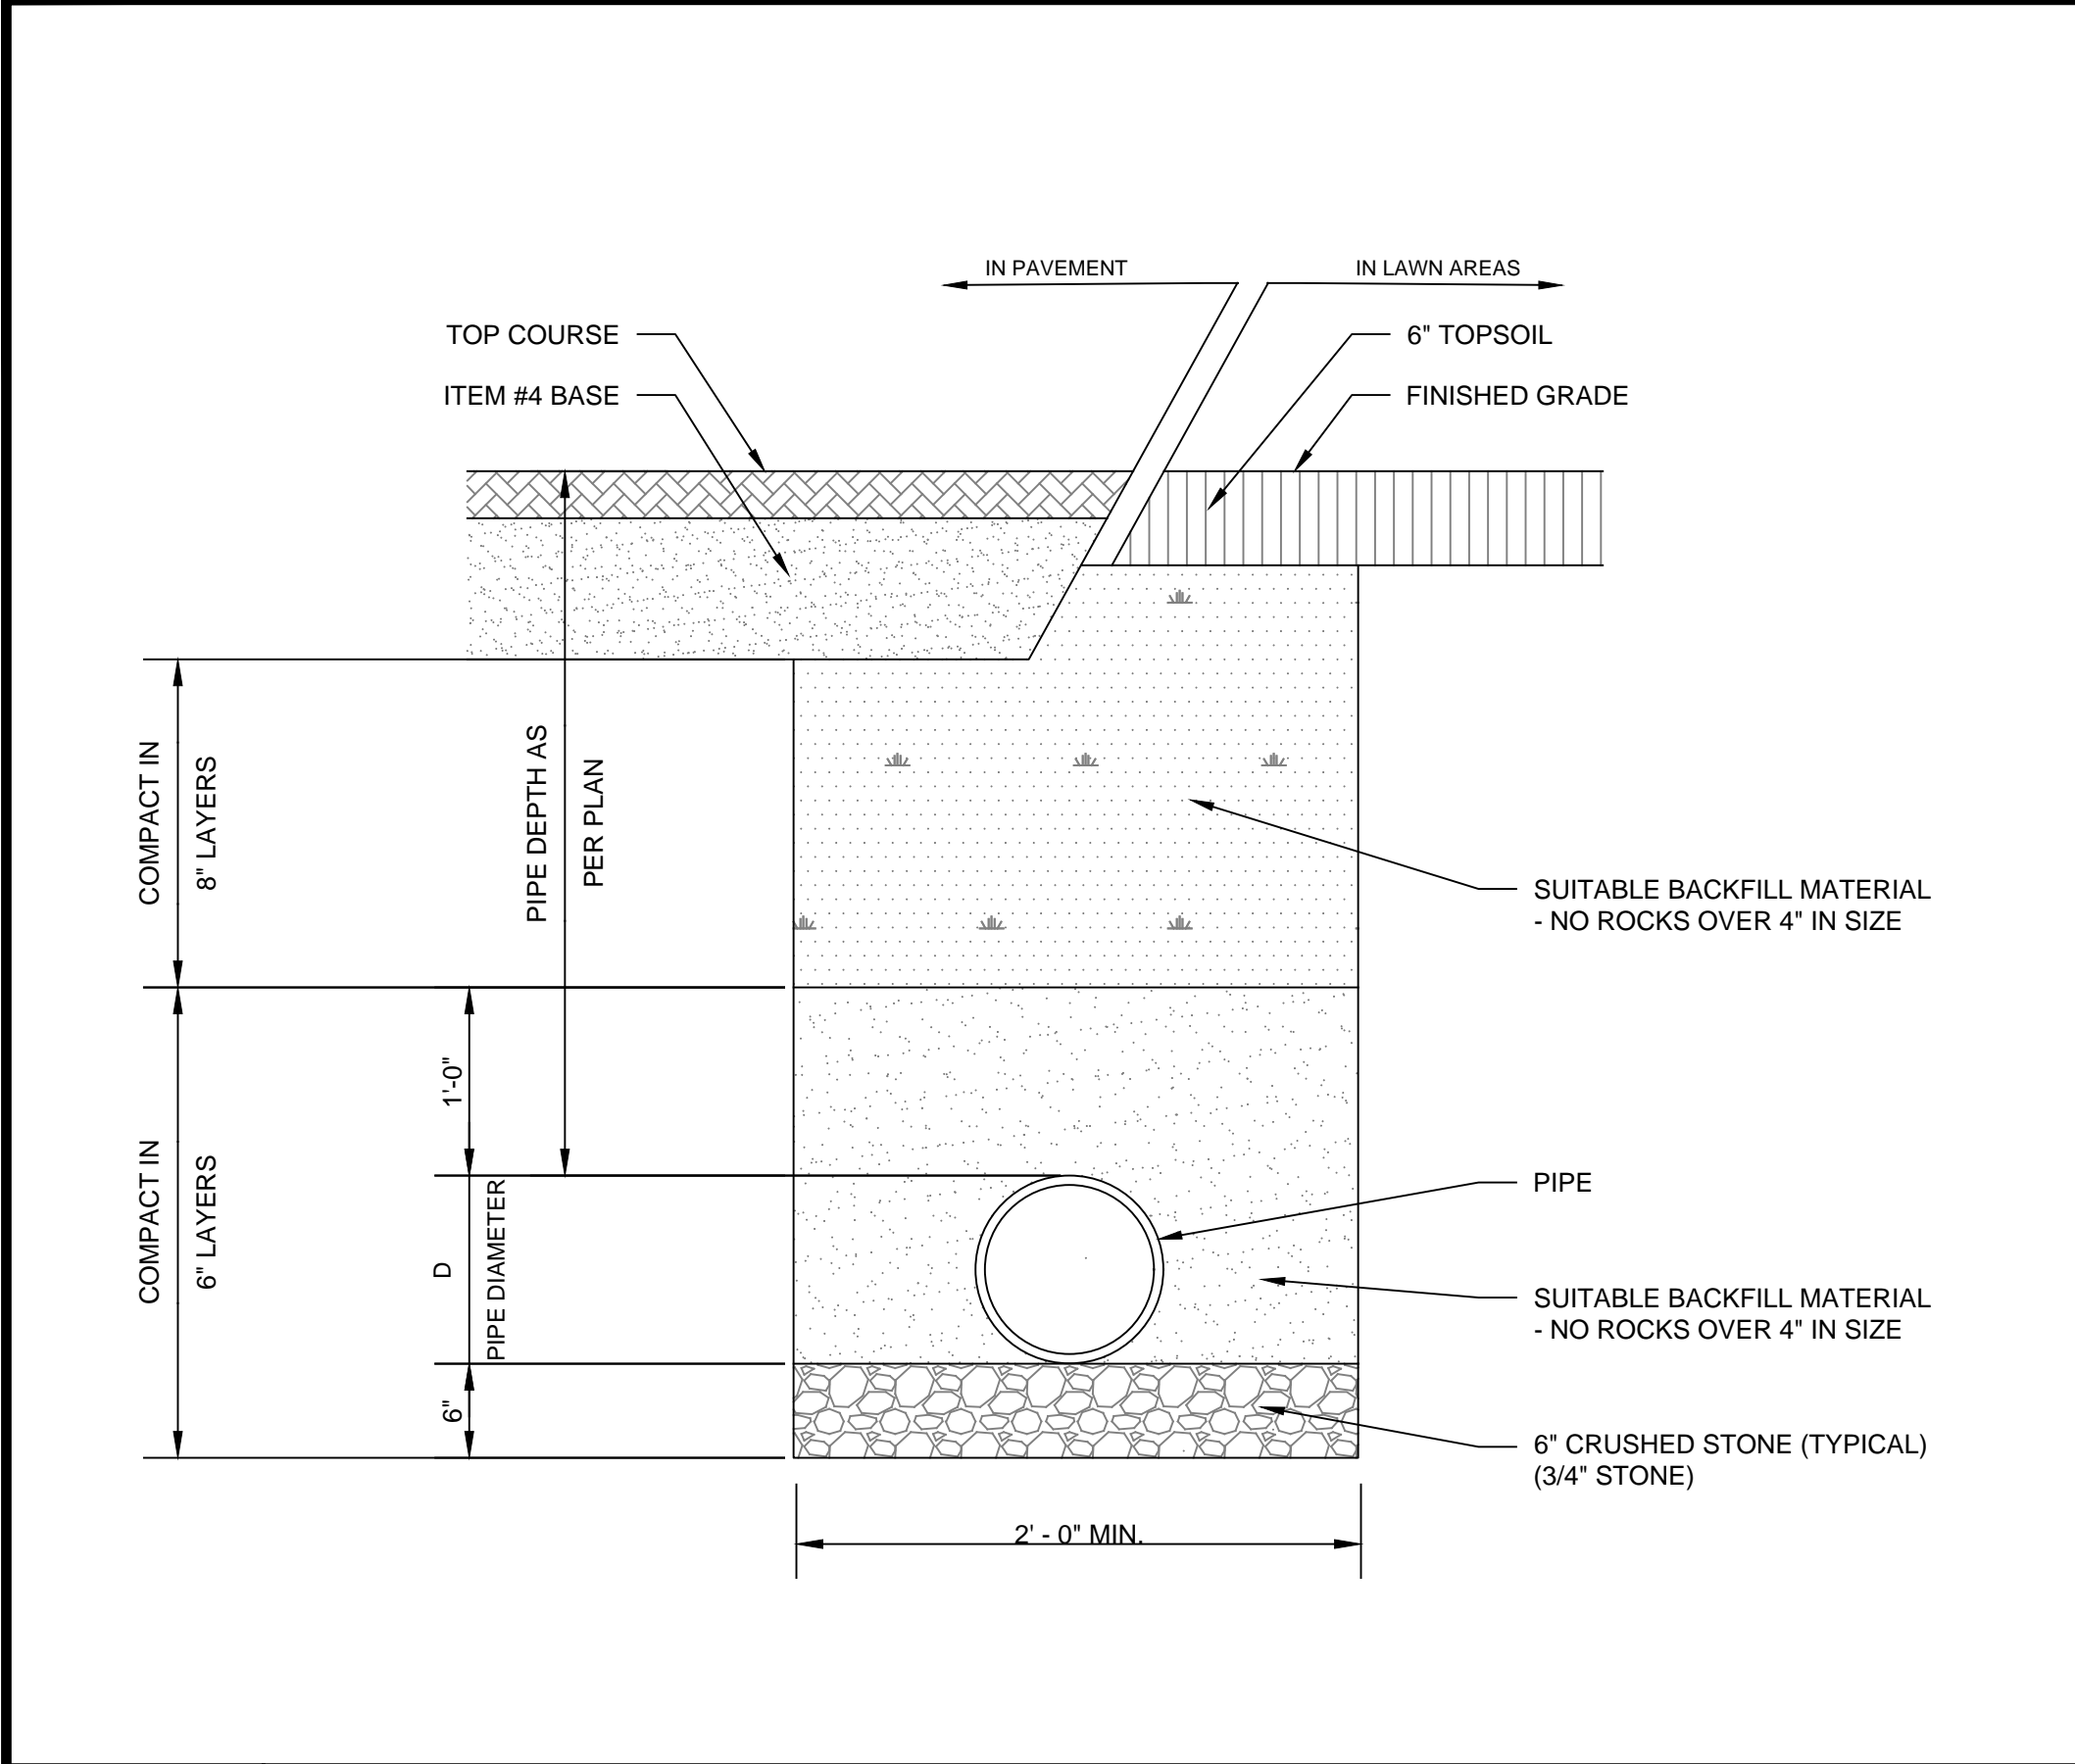 IN PAVEMENT
IN LAWN AREAS
TOP COURSE
6" TOPSOIL
ITEM #4 BASE
FINISHED GRADE
COMPACT IN
8" LAYERS
PIPE DEPTH AS
PER PLAN
SUITABLE BACKFILL MATERIAL
- NO ROCKS OVER 4" IN SIZE
1'-0"
COMPACT IN
6" LAYERS
D
PIPE DIAMETER
PIPE
SUITABLE BACKFILL MATERIAL
- NO ROCKS OVER 4" IN SIZE
6"
6" CRUSHED STONE (TYPICAL)
(3/4" STONE)
2' - 0" MIN.